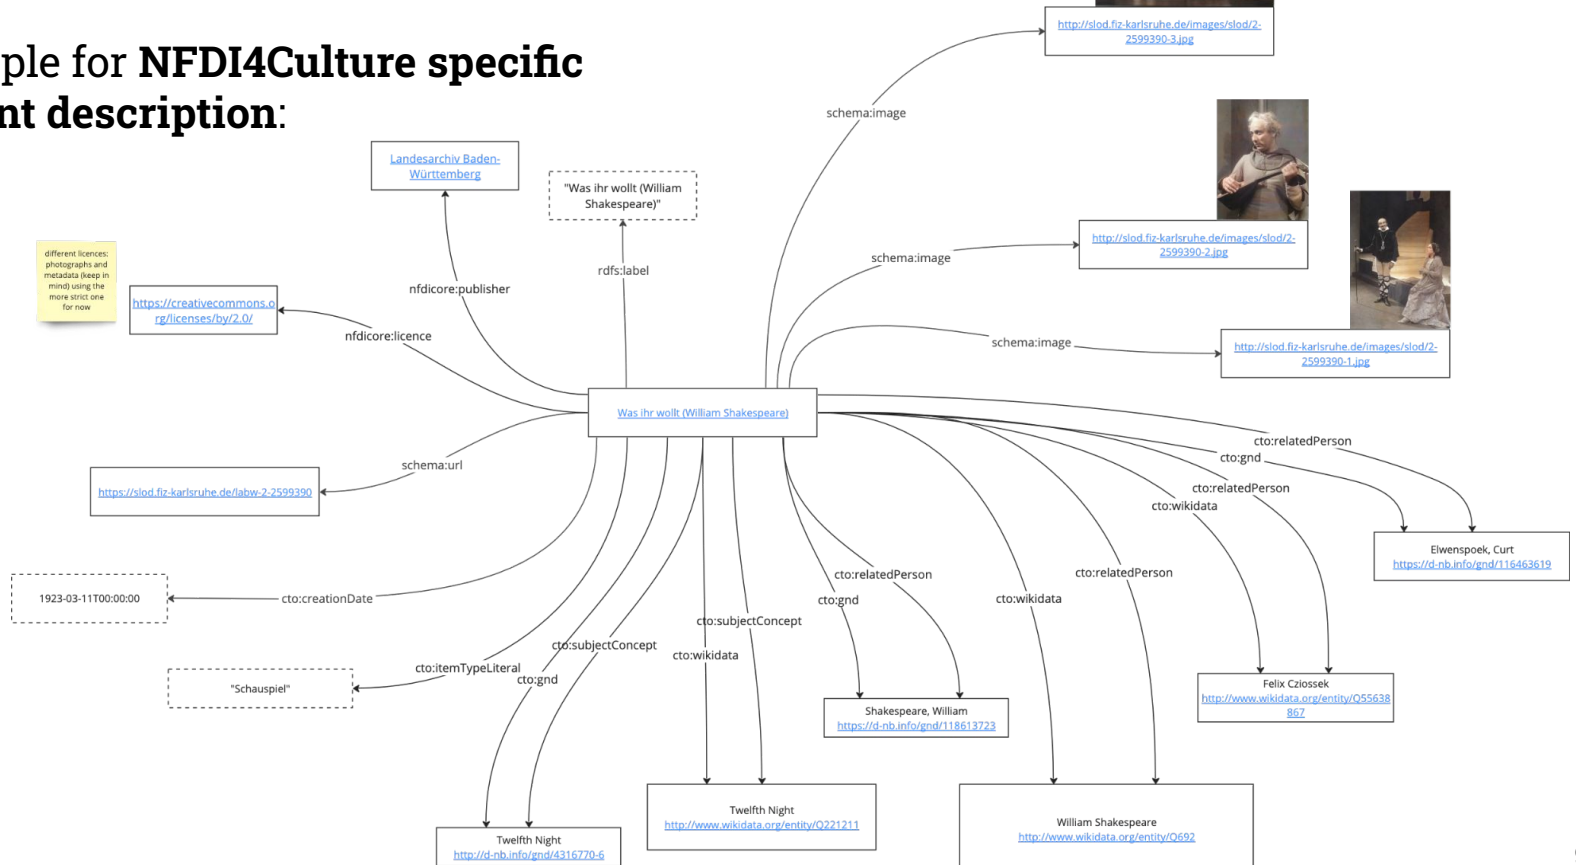 ple for NFDI4Culture specific
nt description:
http://slod.fiz-karlsruhe.de/images/slod/2-
2599390-3.jpg
schema:image
Landesarchiv Baden-
Württemberg
"Was ihr wollt (William
Shakespeare)"
http://slod.fiz-karlsruhe.de/images/slod/2-
2599390-2.jpg
schema:image
rdfs:label
different licences:
photographs and
metadata (keep in
mind) using the
more strict one
for now
nfdicore:publisher
https://creativecommons.o
rg/licenses/by/2.0/
nfdicore:licence
schema:image
http://slod.fiz-karlsruhe.de/images/slod/2-
2599390-1.jpg
Was ihr wollt (William Shakespeare)
cto:relatedPerson
cto:gnd
schema:url
https://slod.fiz-karlsruhe.de/labw-2-2599390
cto:relatedPerson
cto:wikidata
Elwenspoek, Curt
https://d-nb.info/gnd/116463619
cto:relatedPerson
cto:relatedPerson
1923-03-11T00:00:00
cto:creationDate
cto:gnd
cto:wikidata
cto:subjectConcept
cto:subjectConcept
cto:wikidata
cto:itemTypeLiteral
cto:gnd
"Schauspiel"
Felix Cziossek
http://www.wikidata.org/entity/Q55638
867
Shakespeare, William
https://d-nb.info/gnd/118613723
Twelfth Night
http://www.wikidata.org/entity/Q221211
William Shakespeare
http://www.wikidata.org/entity/Q692
Twelfth Night
http://d-nb.info/gnd/4316770-6